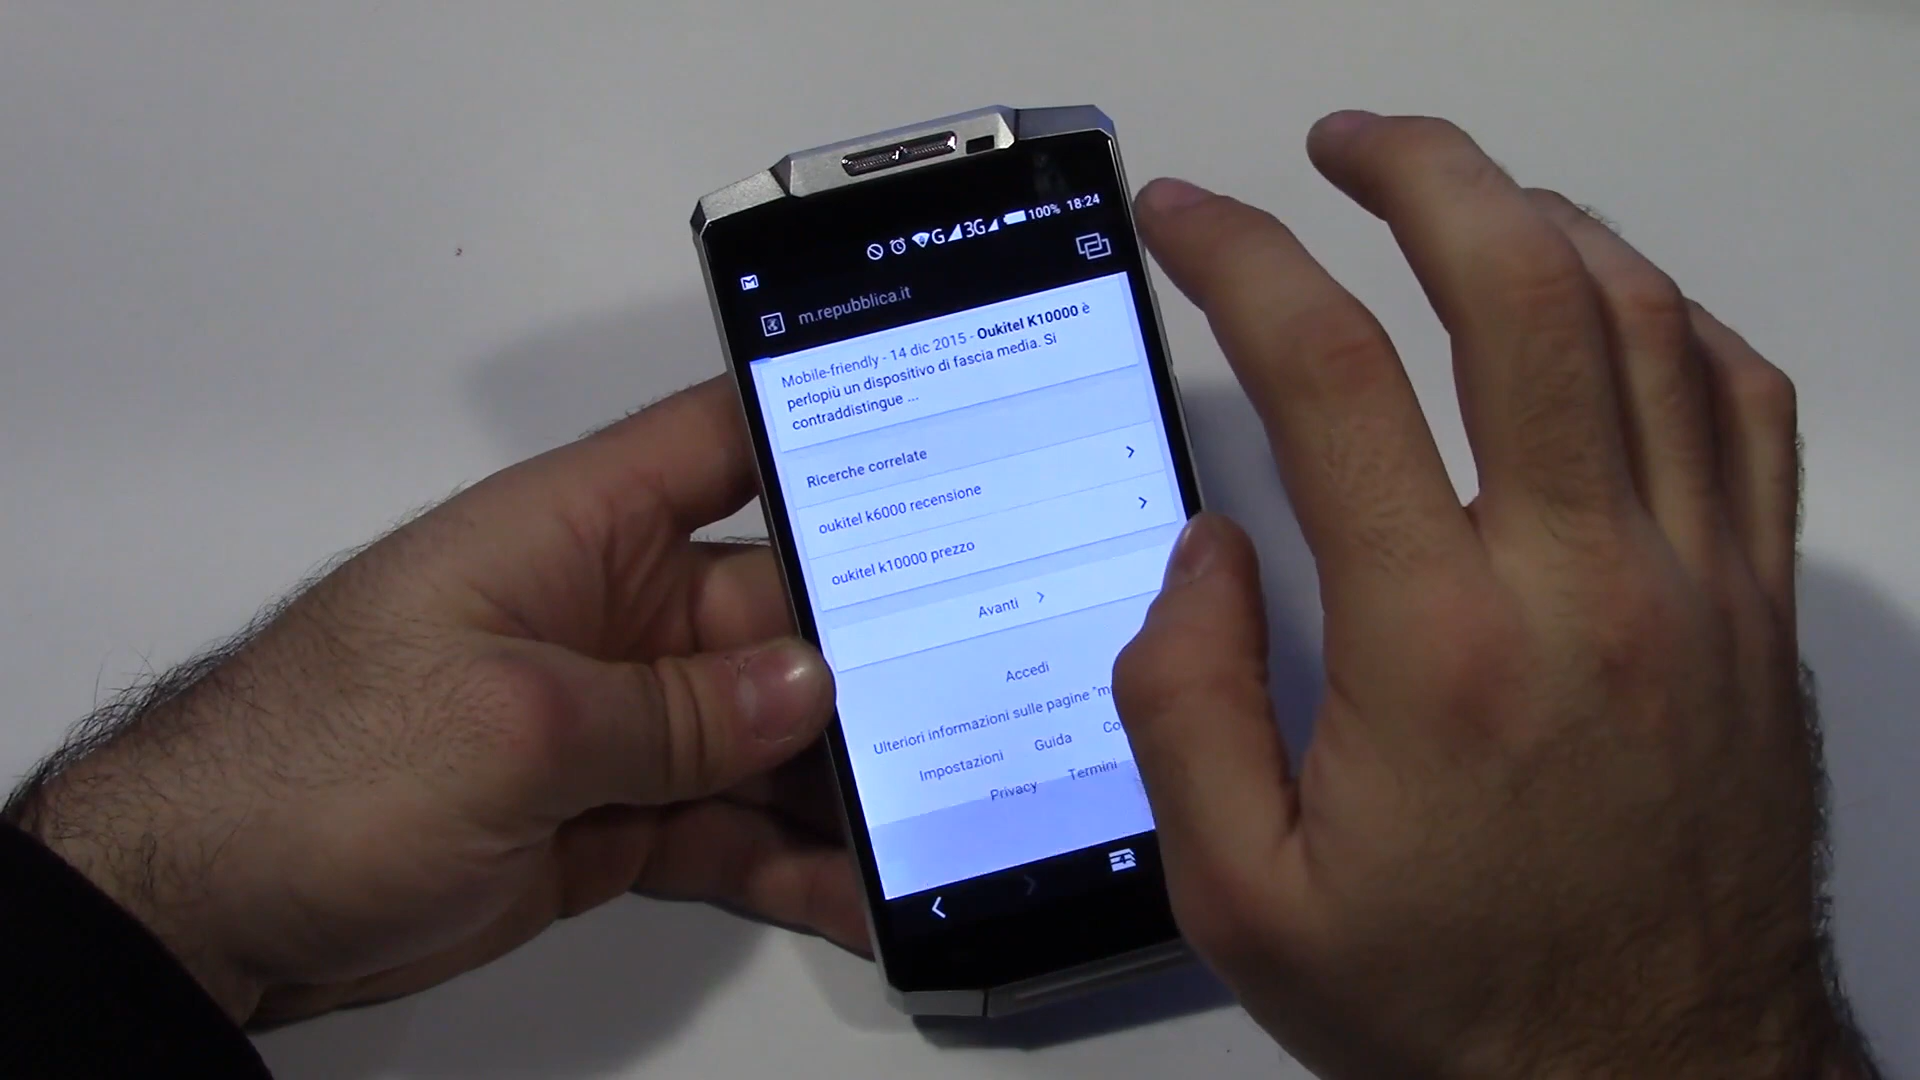 G 3G 100% 18:24
m.repubblica.it
Mobile-friendly - 14 dic 2015 - Oukitel K10000 è
perlopiù un dispositivo di fascia media. Si
contraddistingue ...
Ricerche correlate
oukitel k6000 recensione
oukitel k10000 prezzo
Avanti
Accedi
Ulteriori informazioni sulle pagine "m
Impostazioni Guida Co
Privacy Termini